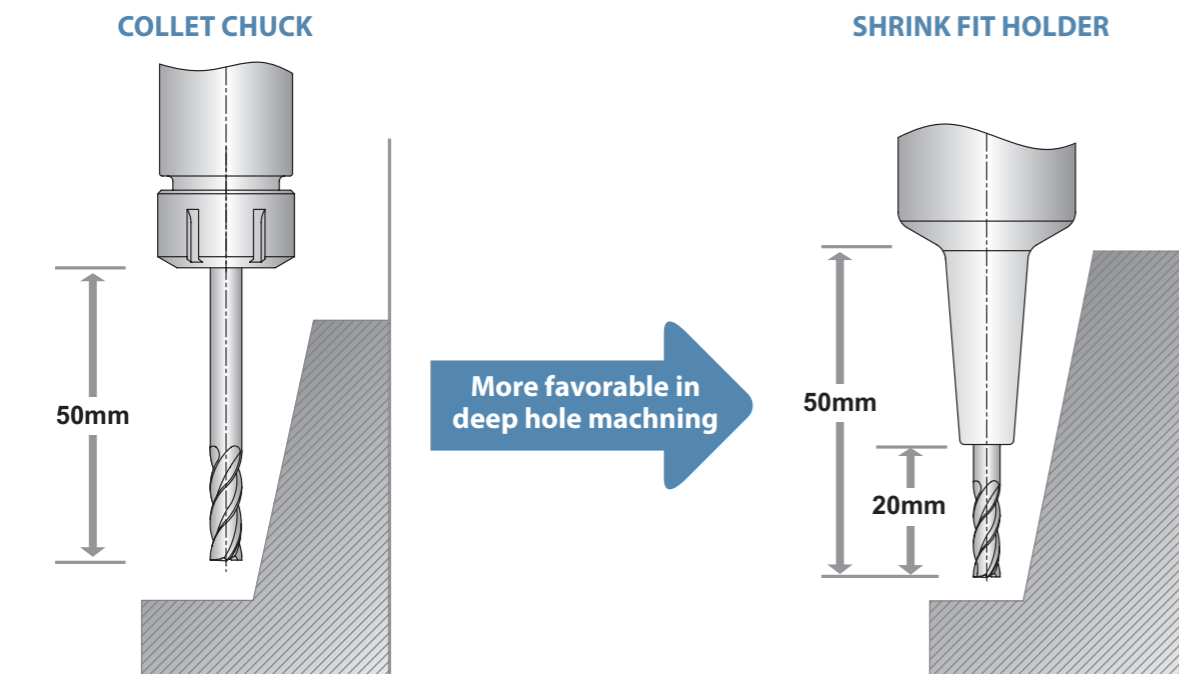 COLLET CHUCK
SHRINK FIT HOLDER
50mm
More favorable in
deep hole machning
50mm
20mm